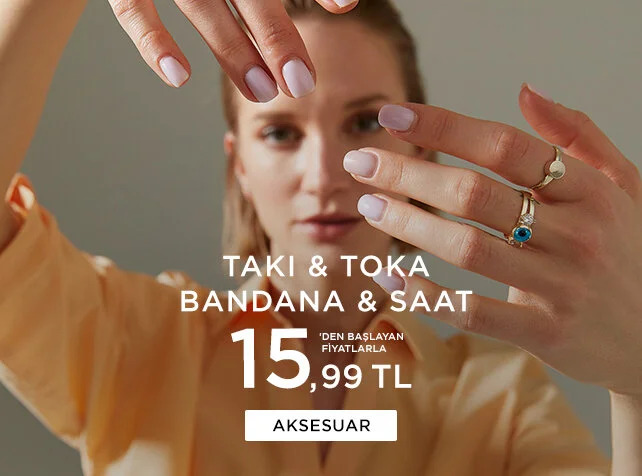 TAKI & TOKA
BANDANA & SAAT
15,99 TL
'DEN BAŞLAYAN
FİYATLARLA
AKSESUAR